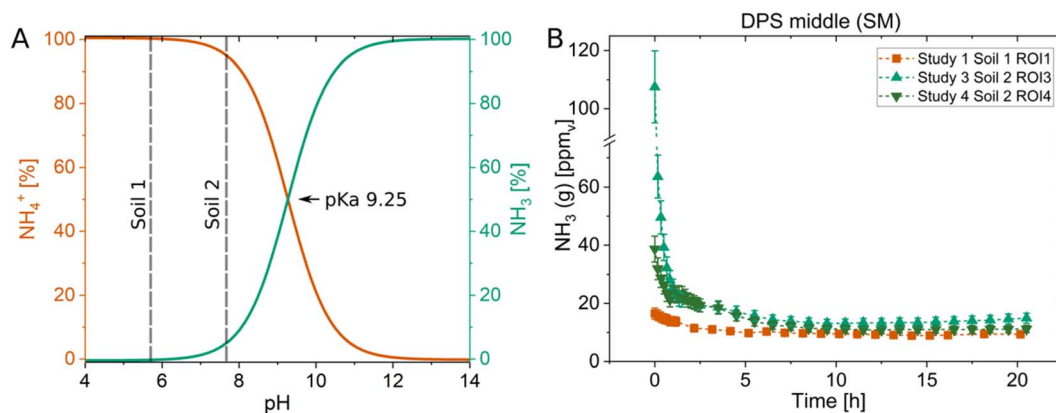 A
100
80
60
40
20
0
NH₄⁺ [%]
Soil 1
Soil 2
pKa 9.25
100
80
60
40
20
0
NH₃ [%]
4 6 8 10 12 14
pH
B
DPS middle (SM)
Study 1 Soil 1 ROI1
Study 3 Soil 2 ROI3
Study 4 Soil 2 ROI4
120
100
60
40
20
0
NH₃ (g) [ppmᵥ]
0 5 10 15 20
Time [h]